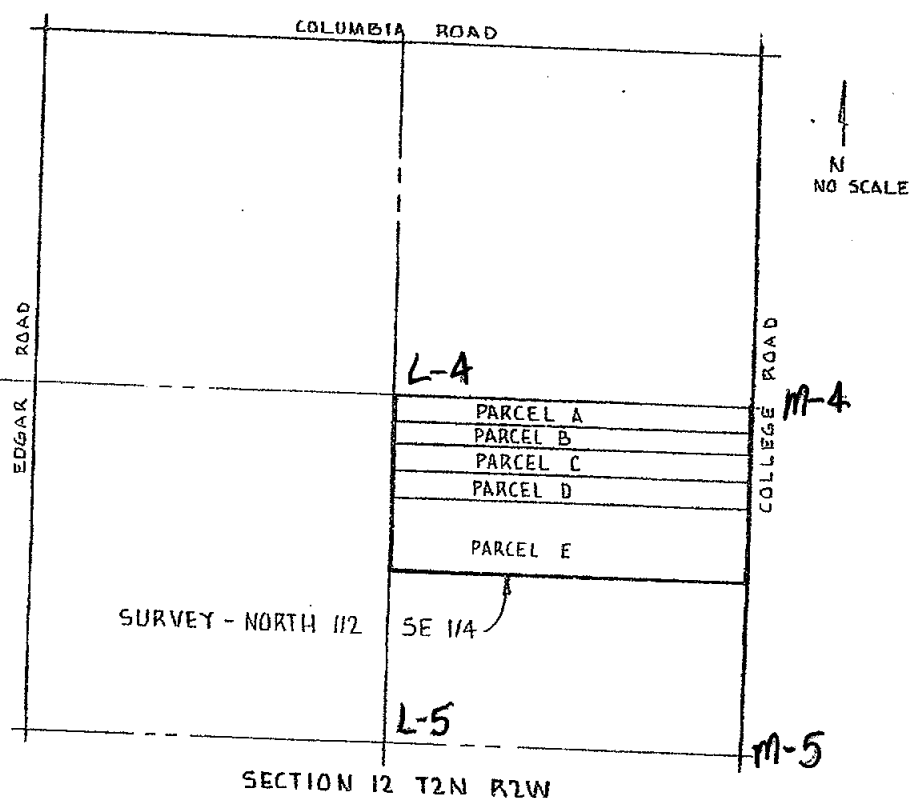 COLUMBIA ROAD
N
NO SCALE
EDGAR ROAD
COLLEGE ROAD
L-4
M-4
PARCEL A
PARCEL B
PARCEL C
PARCEL D
PARCEL E
SURVEY - NORTH 1/2 SE 1/4
L-5
M-5
SECTION 12 T2N R2W